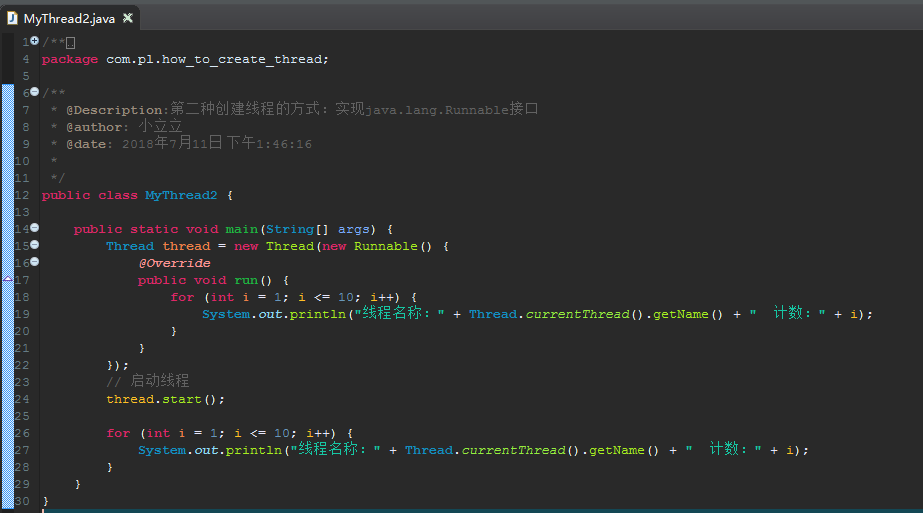 MyThread2.java
1 /**
4 package com.pl.how_to_create_thread;
5
6 /**
7  * @Description:第二种创建线程的方式：实现java.lang.Runnable接口
8  * @author: 小立立
9  * @date: 2018年7月11日 下午1:46:16
10  *
11  */
12 public class MyThread2 {
13
14     public static void main(String[] args) {
15         Thread thread = new Thread(new Runnable() {
16             @Override
17             public void run() {
18                 for (int i = 1; i <= 10; i++) {
19                     System.out.println("线程名称：" + Thread.currentThread().getName() + "  计数：" + i);
20                 }
21             }
22         });
23         // 启动线程
24         thread.start();
25
26         for (int i = 1; i <= 10; i++) {
27             System.out.println("线程名称：" + Thread.currentThread().getName() + "  计数：" + i);
28         }
29     }
30 }